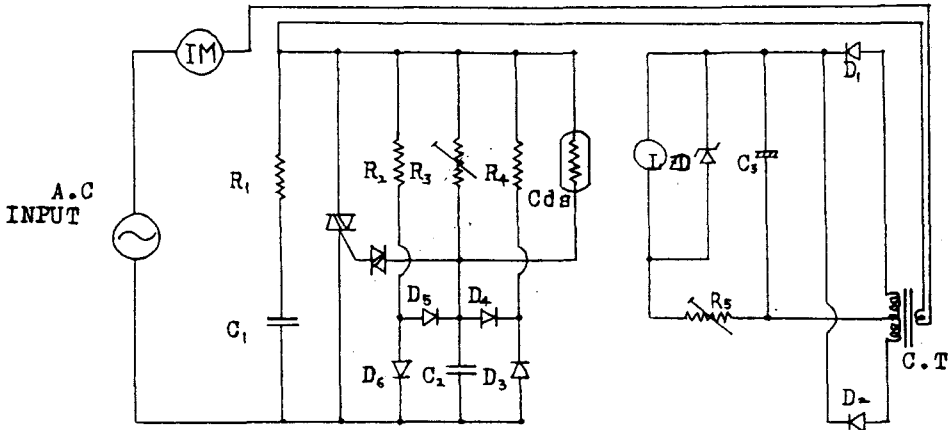 IM
A.C
INPUT
R₁
R₂
R₃
R₄
Cds
L
ZD
C₃
D₁
D₅
D₄
R₅
C₁
D₆
C₂
D₃
D₂
C.T